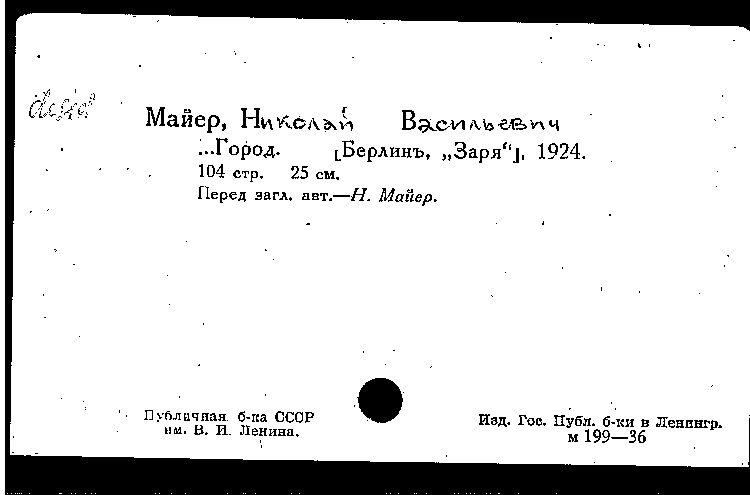 Майер, Николай Васильевич
...Город. [Берлинъ, „Заря“], 1924.
104 стр. 25 см.
Перед загл. авт.—Н. Майер.
Публичная б-ка СССР
им. В. И. Ленина.
Изд. Гос. Публ. б-ки в Ленингр.
м 199—36